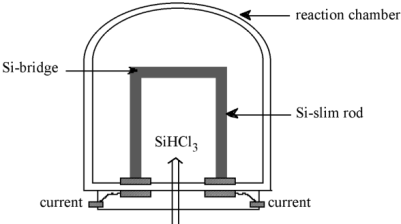 reaction chamber
Si-bridge
Si-slim rod
SiHCl3
current
current